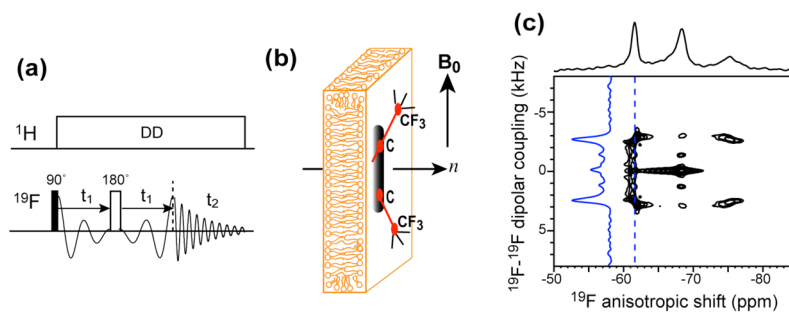 (a)
¹H
DD
¹⁹F
90°
t₁
180°
t₁
t₂
(b)
B₀
CF₃
C
n
C
CF₃
(c)
¹⁹F-¹⁹F dipolar coupling (kHz)
-5
0
5
-50 -60 -70 -80
¹⁹F anisotropic shift (ppm)